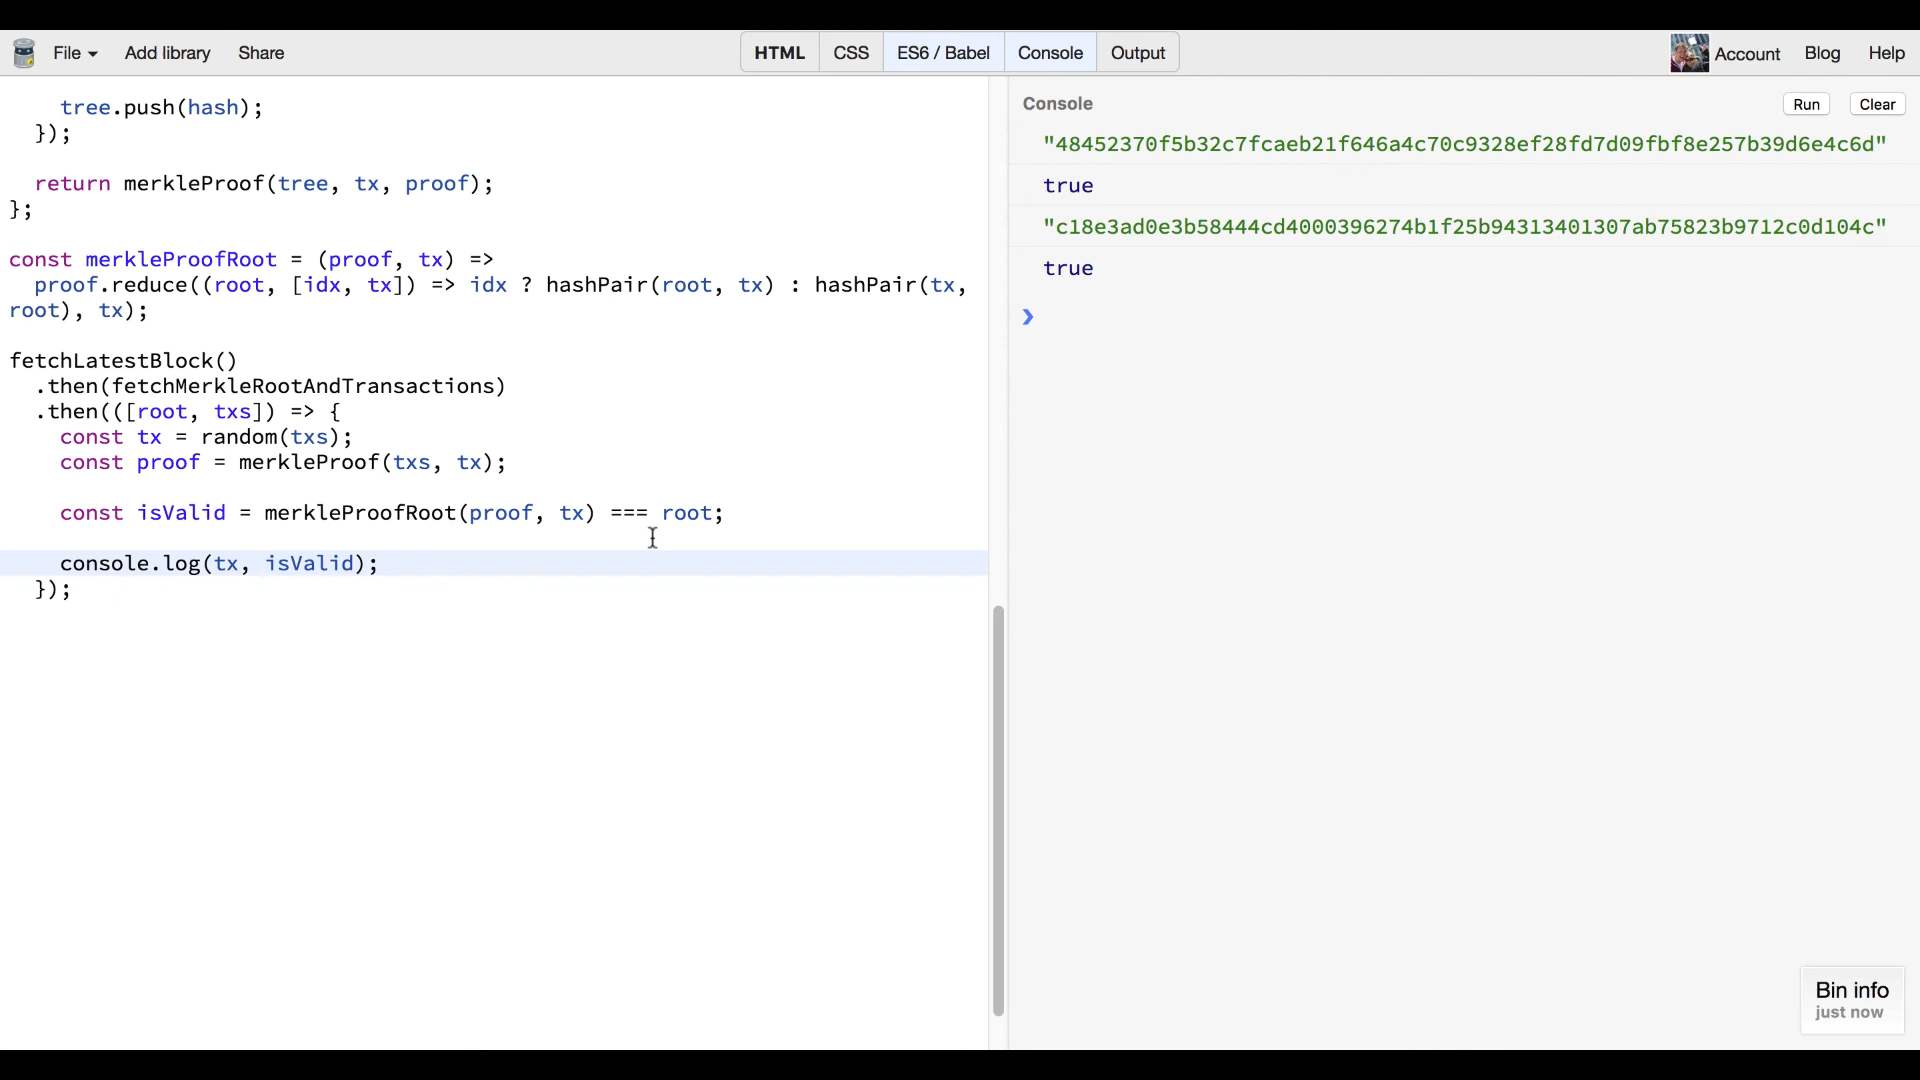 File Add library Share HTML CSS ES6 / Babel Console Output Account Blog Help
tree.push(hash);
});
return merkleProof(tree, tx, proof);
};
const merkleProofRoot = (proof, tx) =>
proof.reduce((root, [idx, tx]) => idx ? hashPair(root, tx) : hashPair(tx,
root), tx);
fetchLatestBlock()
.then(fetchMerkleRootAndTransactions)
.then(([root, txs]) => {
const tx = random(txs);
const proof = merkleProof(txs, tx);
const isValid = merkleProofRoot(proof, tx) === root;
console.log(tx, isValid);
});
Console Run Clear
"48452370f5b32c7fcaeb21f646a4c70c9328ef28fd7d09fbf8e257b39d6e4c6d"
true
"c18e3ad0e3b58444cd4000396274b1f25b94313401307ab75823b9712c0d104c"
true
Bin info
just now